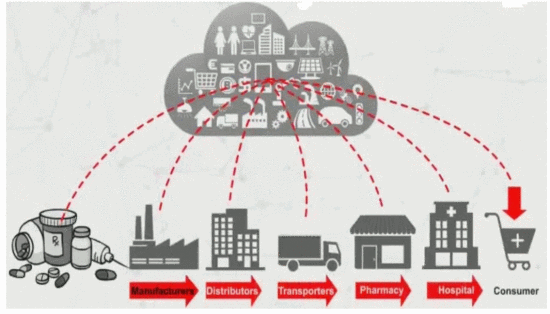 Manufacturers
Distributors
Transporters
Pharmacy
Hospital
Consumer